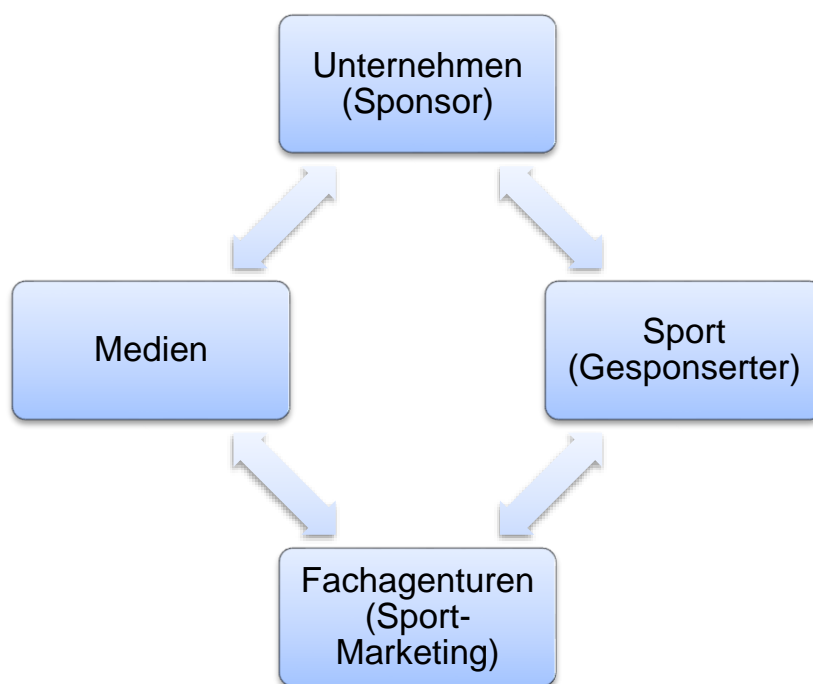 Unternehmen
(Sponsor)
Medien
Sport
(Gesponserter)
Fachagenturen
(Sport-
Marketing)